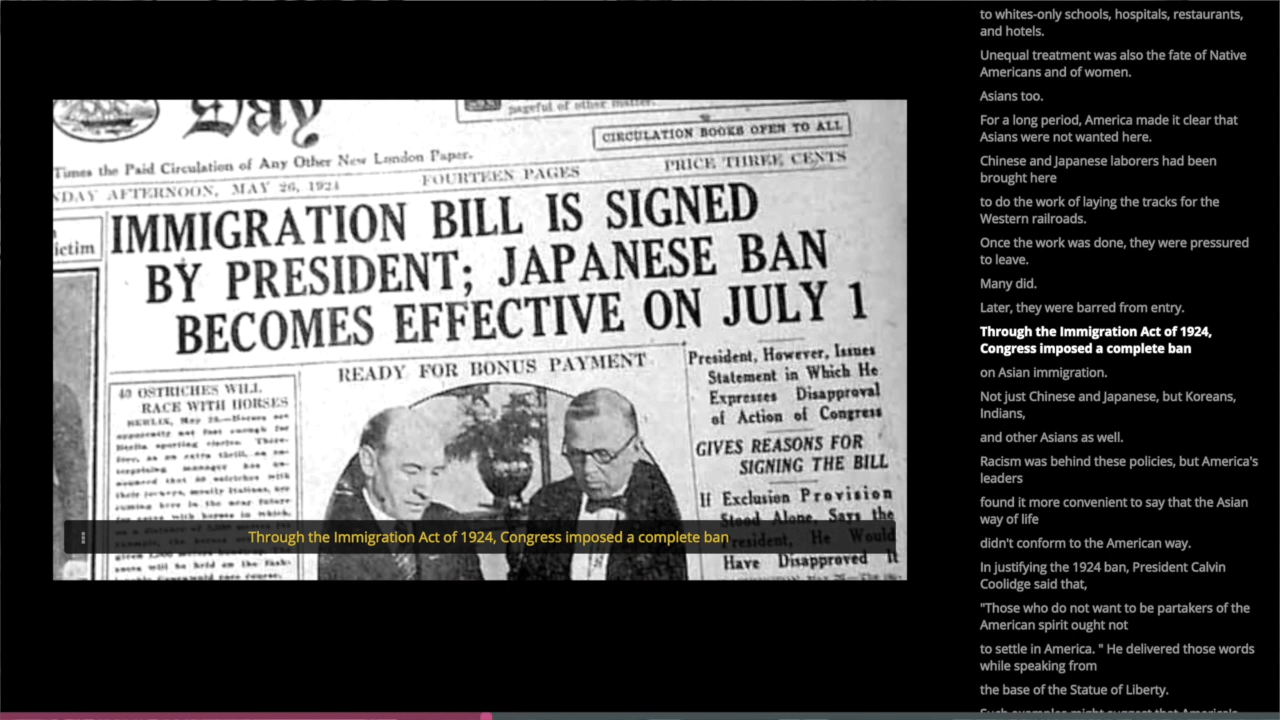 Day
pageful of other matter.
CIRCULATION BOOKS OPEN TO ALL
Times the Paid Circulation of Any Other New London Paper.
NDAY AFTERNOON, MAY 26, 1924
FOURTEEN PAGES
PRICE THREE CENTS
ictim
IMMIGRATION BILL IS SIGNED
BY PRESIDENT; JAPANESE BAN
BECOMES EFFECTIVE ON JULY 1
40 OSTRICHES WILL
RACE WITH HORSES
READY FOR BONUS PAYMENT
President, However, Issues
Statement in Which He
Expresses Disapproval
of Action of Congress
GIVES REASONS FOR
SIGNING THE BILL
If Exclusion Provision
Stood Alone, Says the
President, He Would
Have Disapproved It
Through the Immigration Act of 1924, Congress imposed a complete ban
to whites-only schools, hospitals, restaurants,
and hotels.
Unequal treatment was also the fate of Native
Americans and of women.
Asians too.
For a long period, America made it clear that
Asians were not wanted here.
Chinese and Japanese laborers had been
brought here
to do the work of laying the tracks for the
Western railroads.
Once the work was done, they were pressured
to leave.
Many did.
Later, they were barred from entry.
Through the Immigration Act of 1924,
Congress imposed a complete ban
on Asian immigration.
Not just Chinese and Japanese, but Koreans,
Indians,
and other Asians as well.
Racism was behind these policies, but America's
leaders
found it more convenient to say that the Asian
way of life
didn't conform to the American way.
In justifying the 1924 ban, President Calvin
Coolidge said that,
"Those who do not want to be partakers of the
American spirit ought not
to settle in America. " He delivered those words
while speaking from
the base of the Statue of Liberty.
Such examples might suggest that America's